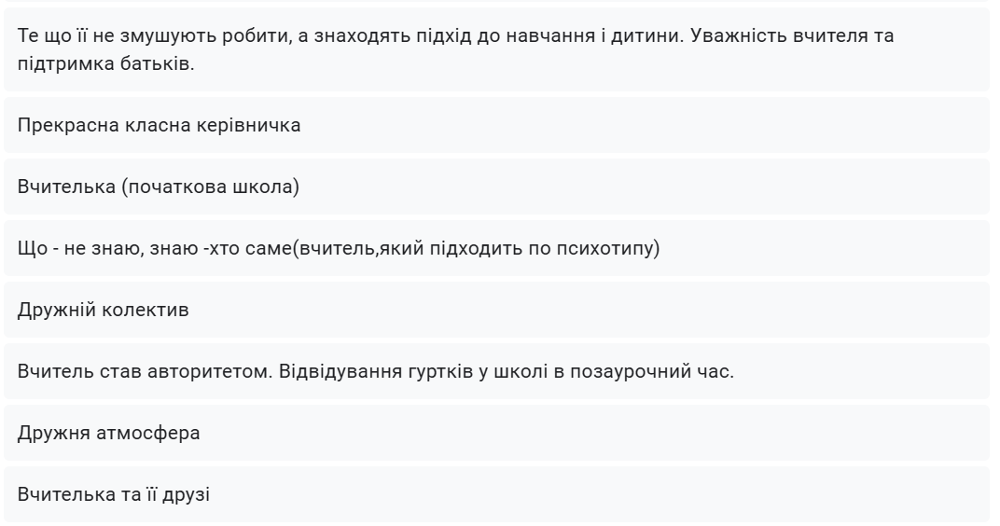 Те що її не змушують робити, а знаходять підхід до навчання і дитини. Уважність вчителя та
підтримка батьків.
Прекрасна класна керівничка
Вчителька (початкова школа)
Що - не знаю, знаю -хто саме(вчитель,який підходить по психотипу)
Дружній колектив
Вчитель став авторитетом. Відвідування гуртків у школі в позаурочний час.
Дружня атмосфера
Вчителька та її друзі